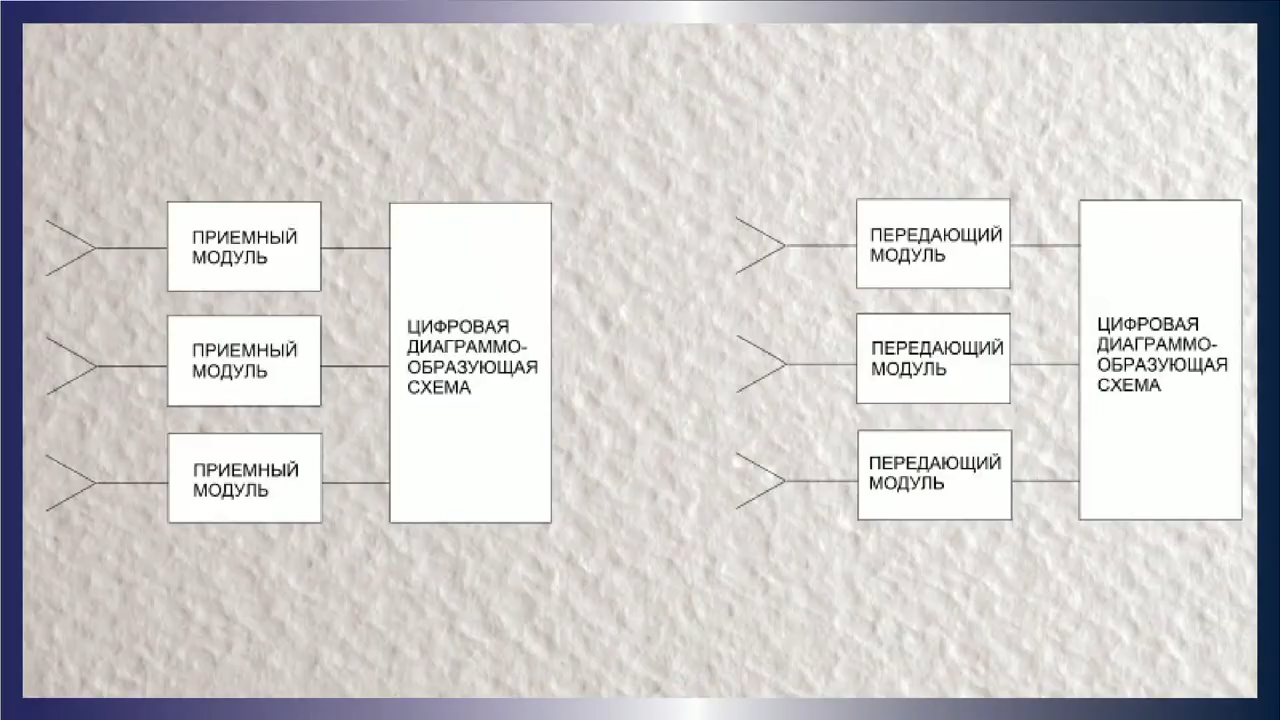 ПРИЕМНЫЙ
МОДУЛЬ
ПРИЕМНЫЙ
МОДУЛЬ
ПРИЕМНЫЙ
МОДУЛЬ
ЦИФРОВАЯ
ДИАГРАММО-
ОБРАЗУЮЩАЯ
СХЕМА
ПЕРЕДАЮЩИЙ
МОДУЛЬ
ПЕРЕДАЮЩИЙ
МОДУЛЬ
ПЕРЕДАЮЩИЙ
МОДУЛЬ
ЦИФРОВАЯ
ДИАГРАММО-
ОБРАЗУЮЩАЯ
СХЕМА